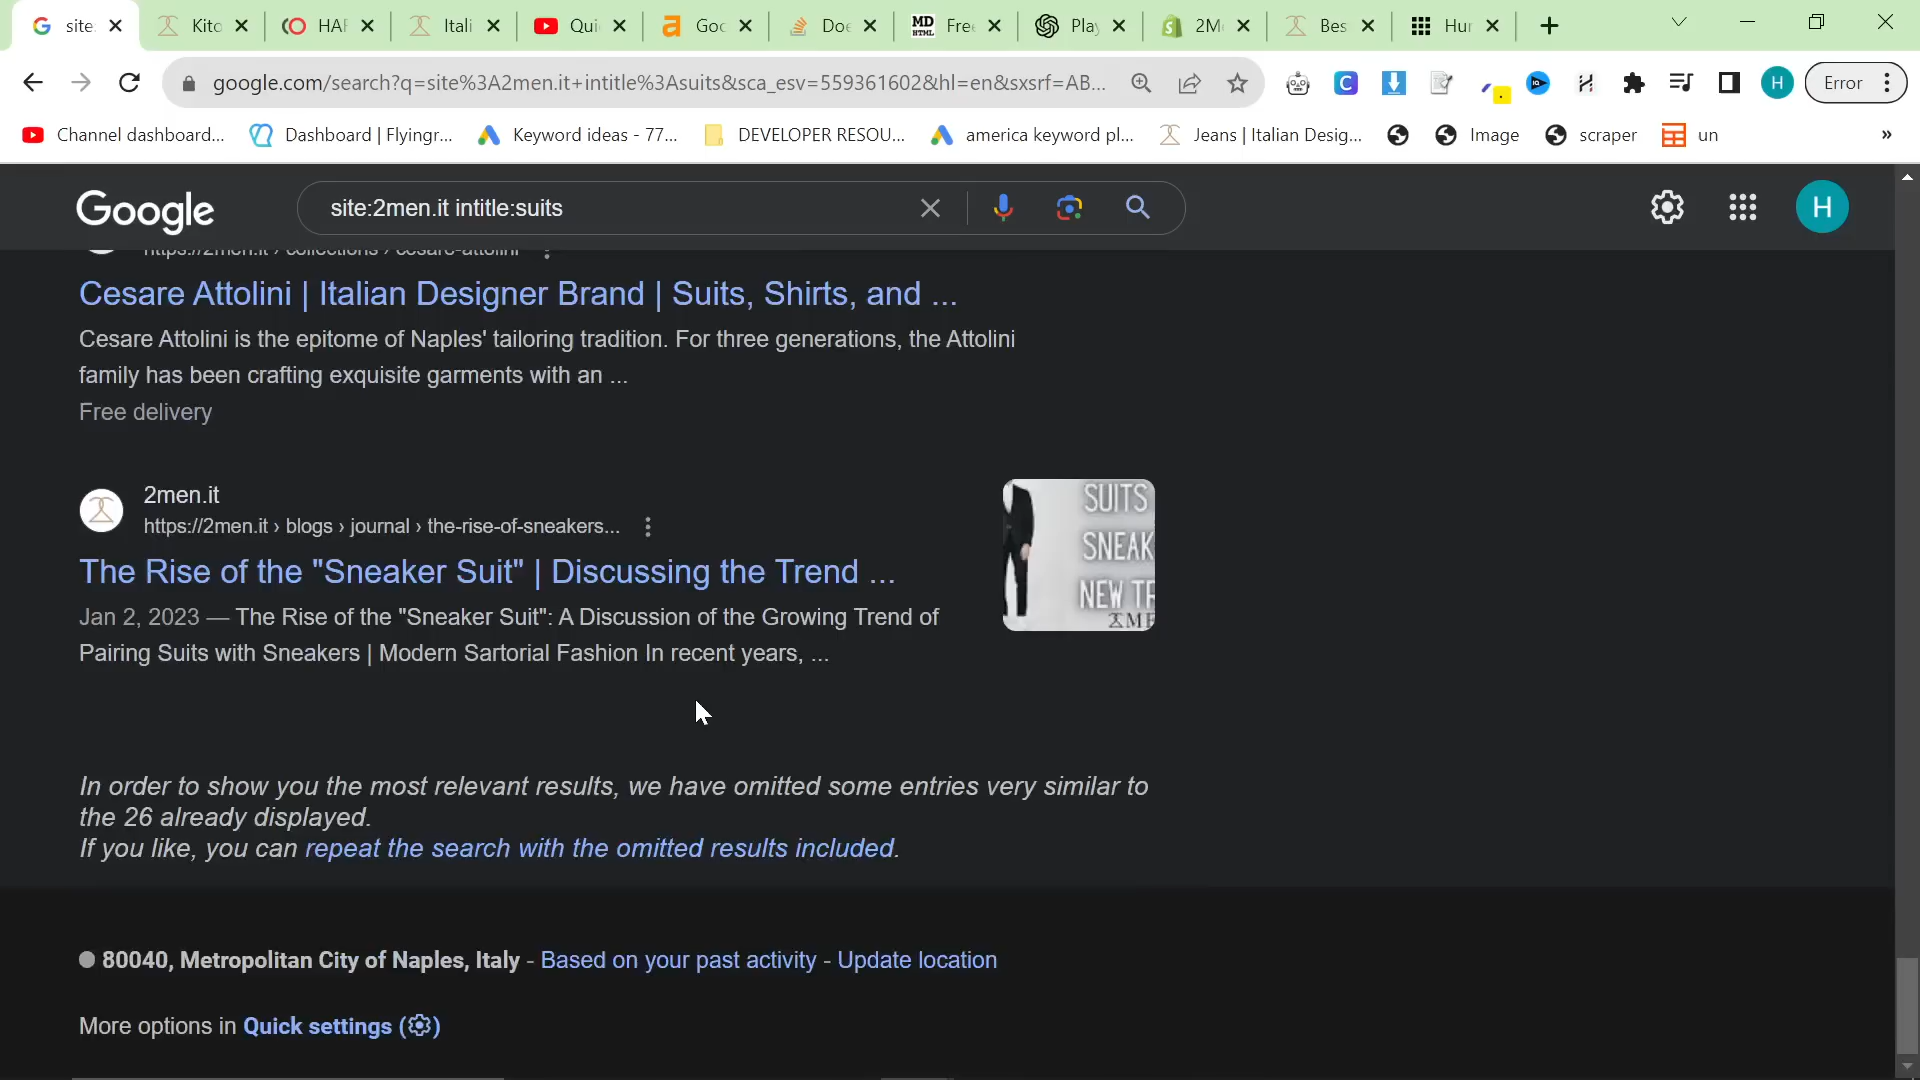 site:
Kito
HAI
Itali
Qui
Goo
Doe
MD
HTML
Free
Play
2M
Bes
Hur
google.com/search?q=site%3A2men.it+intitle%3Asuits&sca_esv=559361602&hl=en&sxsrf=AB...
C
H
Error
Channel dashboard...
Dashboard | Flyingr...
Keyword ideas - 77...
DEVELOPER RESOU...
america keyword pl...
Jeans | Italian Desig...
Image
scraper
un
»
Google
site:2men.it intitle:suits
H
https://2men.it › collections › cesare-attolini
Cesare Attolini | Italian Designer Brand | Suits, Shirts, and ...
Cesare Attolini is the epitome of Naples' tailoring tradition. For three generations, the Attolini
family has been crafting exquisite garments with an ...
Free delivery
2men.it
https://2men.it › blogs › journal › the-rise-of-sneakers...
The Rise of the "Sneaker Suit" | Discussing the Trend ...
Jan 2, 2023 — The Rise of the "Sneaker Suit": A Discussion of the Growing Trend of
Pairing Suits with Sneakers | Modern Sartorial Fashion In recent years, ...
SUITS
SNEAK
NEW TR
In order to show you the most relevant results, we have omitted some entries very similar to
the 26 already displayed.
If you like, you can repeat the search with the omitted results included.
80040, Metropolitan City of Naples, Italy - Based on your past activity - Update location
More options in Quick settings